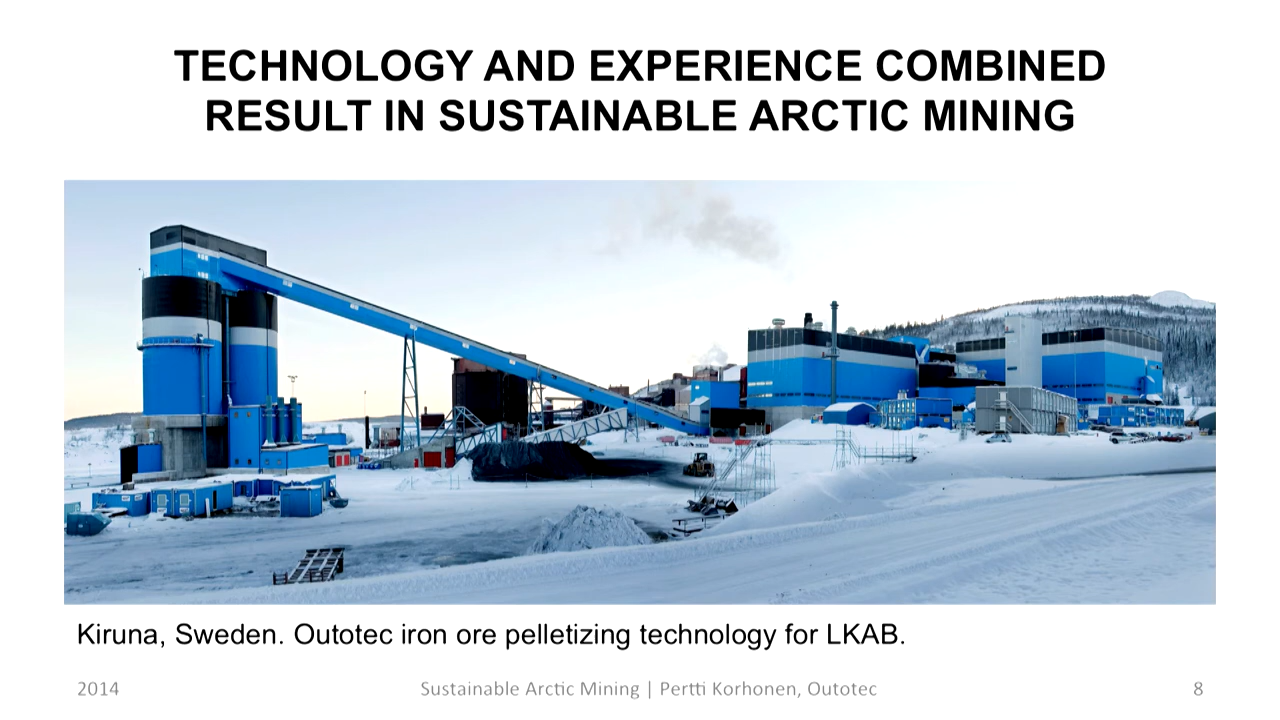 TECHNOLOGY AND EXPERIENCE COMBINED
RESULT IN SUSTAINABLE ARCTIC MINING
Kiruna, Sweden. Outotec iron ore pelletizing technology for LKAB.
2014
Sustainable Arctic Mining | Pertti Korhonen, Outotec
8